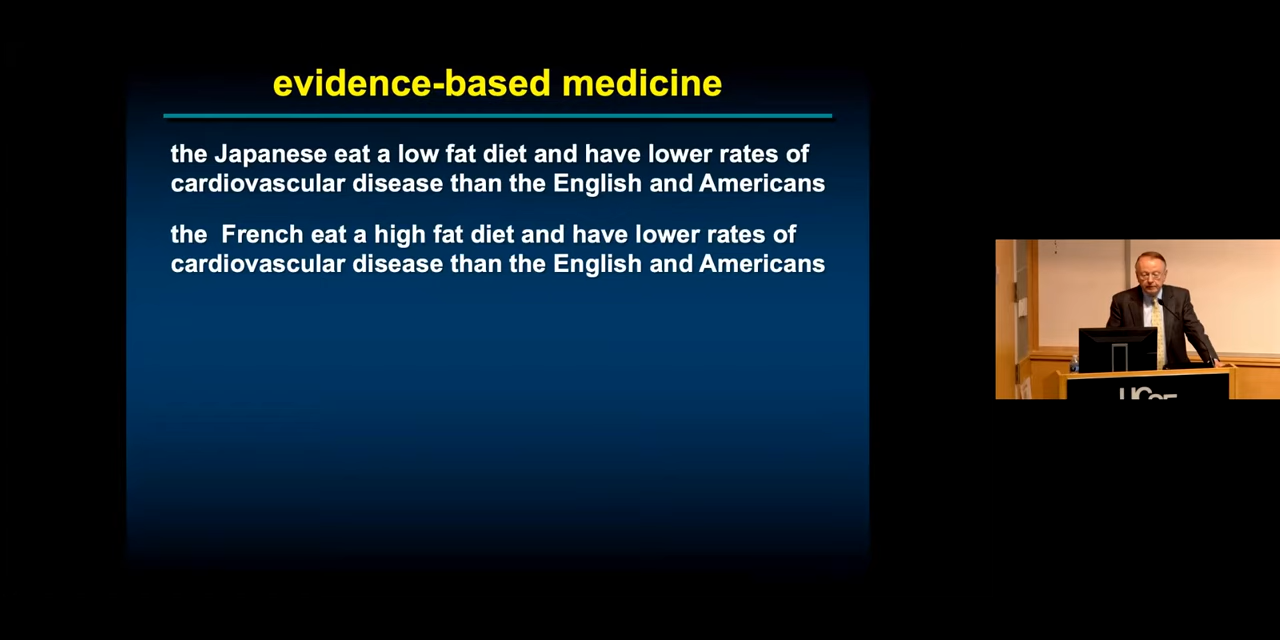 evidence-based medicine
the Japanese eat a low fat diet and have lower rates of
cardiovascular disease than the English and Americans
the French eat a high fat diet and have lower rates of
cardiovascular disease than the English and Americans